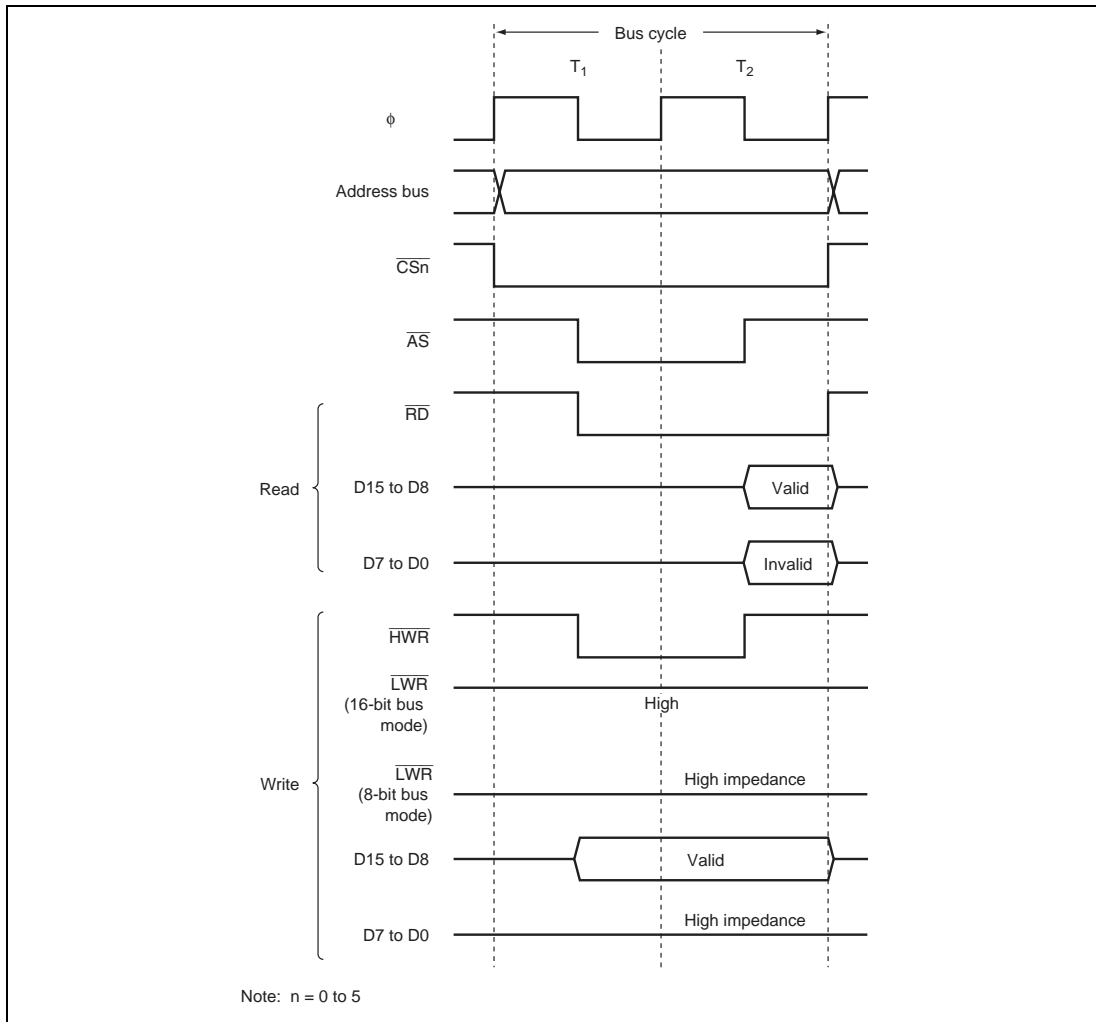 Bus cycle
T1 T2
ϕ
Address bus
CSn
AS
RD
Read
D15 to D8
Valid
D7 to D0
Invalid
HWR
LWR
(16-bit bus
mode)
High
Write
LWR
(8-bit bus
mode)
High impedance
D15 to D8
Valid
D7 to D0
High impedance
Note: n = 0 to 5